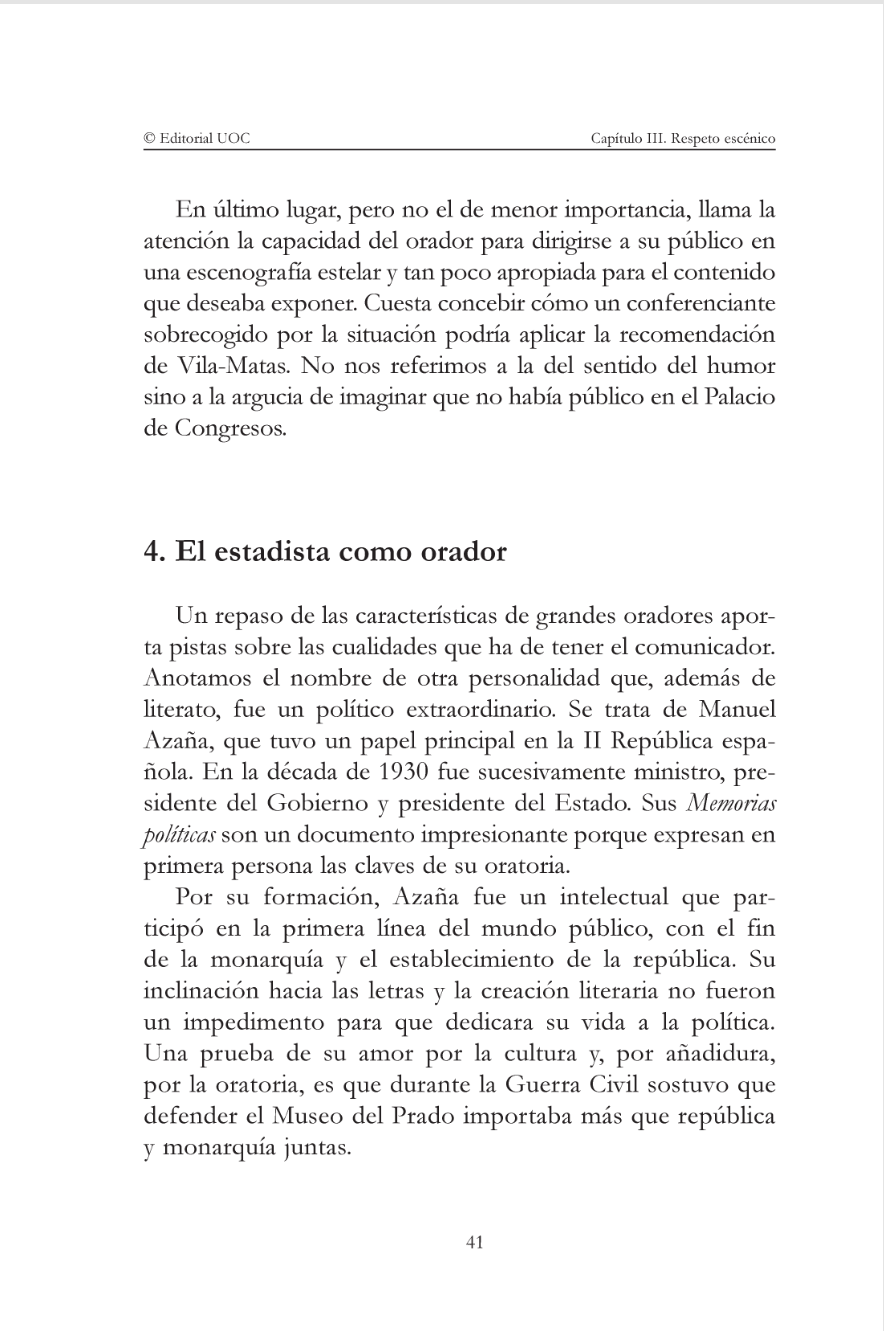 © Editorial UOC
Capítulo III. Respeto escénico
En último lugar, pero no el de menor importancia, llama la
atención la capacidad del orador para dirigirse a su público en
una escenografía estelar y tan poco apropiada para el contenido
que deseaba exponer. Cuesta concebir cómo un conferenciante
sobrecogido por la situación podría aplicar la recomendación
de Vila-Matas. No nos referimos a la del sentido del humor
sino a la argucia de imaginar que no había público en el Palacio
de Congresos.
4. El estadista como orador
Un repaso de las características de grandes oradores apor-
ta pistas sobre las cualidades que ha de tener el comunicador.
Anotamos el nombre de otra personalidad que, además de
literato, fue un político extraordinario. Se trata de Manuel
Azaña, que tuvo un papel principal en la II República espa-
ñola. En la década de 1930 fue sucesivamente ministro, pre-
sidente del Gobierno y presidente del Estado. Sus Memorias
políticas son un documento impresionante porque expresan en
primera persona las claves de su oratoria.
Por su formación, Azaña fue un intelectual que par-
ticipó en la primera línea del mundo público, con el fin
de la monarquía y el establecimiento de la república. Su
inclinación hacia las letras y la creación literaria no fueron
un impedimento para que dedicara su vida a la política.
Una prueba de su amor por la cultura y, por añadidura,
por la oratoria, es que durante la Guerra Civil sostuvo que
defender el Museo del Prado importaba más que república
y monarquía juntas.
41